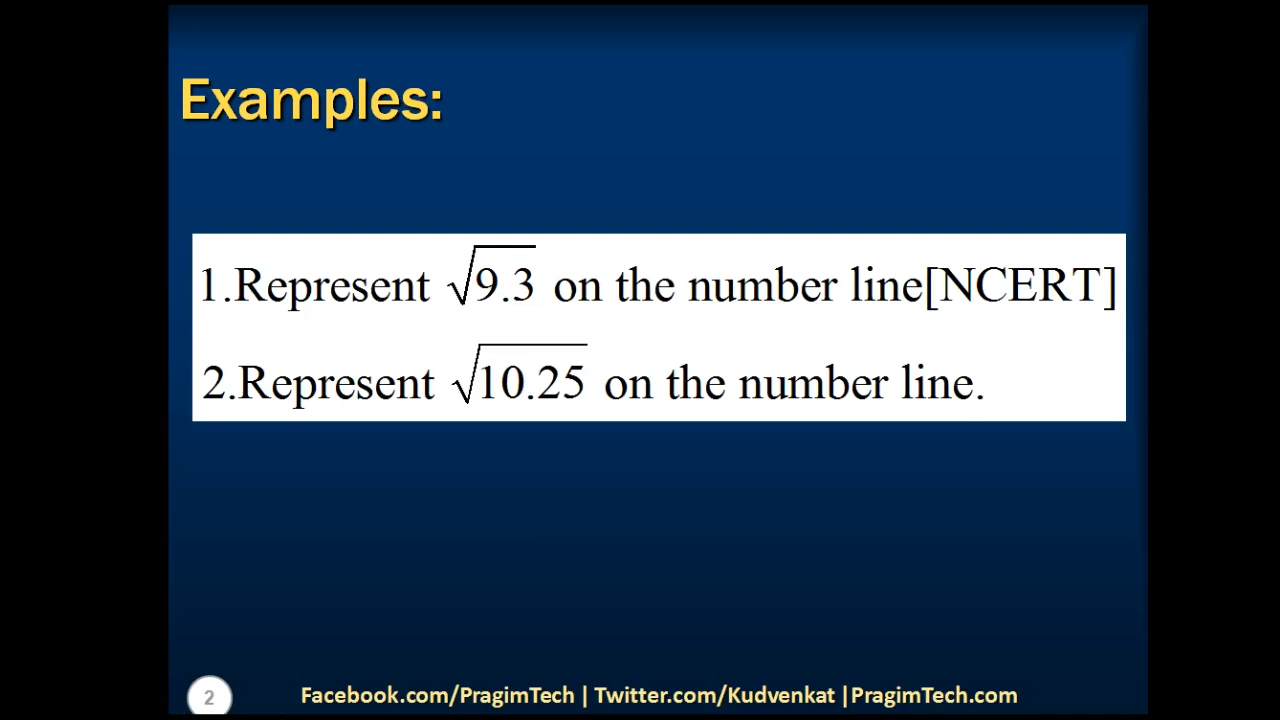 Examples:
1.Represent √9.3 on the number line[NCERT]
2.Represent √10.25 on the number line.
2
Facebook.com/PragimTech | Twitter.com/Kudvenkat |PragimTech.com